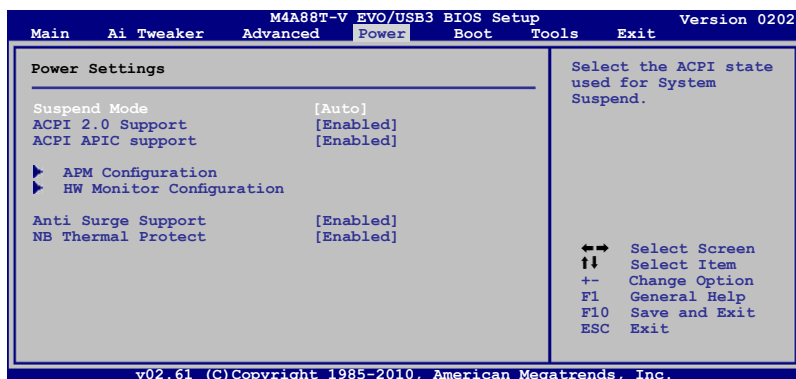 M4A88T-V EVO/USB3 BIOS Setup Version 0202
Main Ai Tweaker Advanced Power Boot Tools Exit
Power Settings
Suspend Mode [Auto]
ACPI 2.0 Support [Enabled]
ACPI APIC support [Enabled]
APM Configuration
HW Monitor Configuration
Anti Surge Support [Enabled]
NB Thermal Protect [Enabled]
Select the ACPI state
used for System
Suspend.
←→ Select Screen
↑↓ Select Item
+- Change Option
F1 General Help
F10 Save and Exit
ESC Exit
v02.61 (C)Copyright 1985-2010, American Megatrends, Inc.